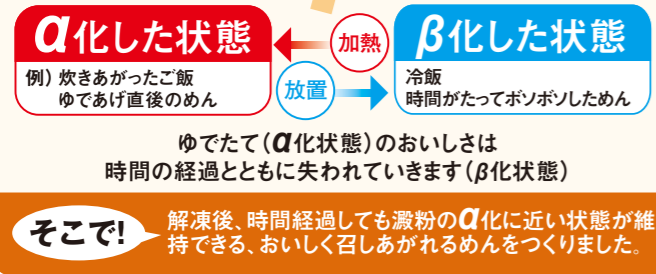 α化した状態
例）炊きあがったご飯
ゆであげ直後のめん
加熱
放置
β化した状態
冷飯
時間がたってボソボソしためん
ゆでたて（α化状態）のおいしさは
時間の経過とともに失われていきます（β化状態）
そこで!
解凍後、時間経過しても澱粉のα化に近い状態が維
持できる、おいしく召しあがれるめんをつくりました。